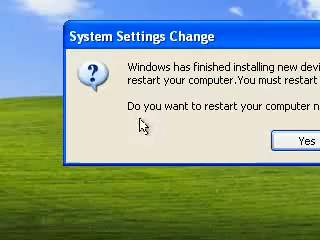 System Settings Change
Windows has finished installing new devi
restart your computer.You must restart
Do you want to restart your computer n
Yes